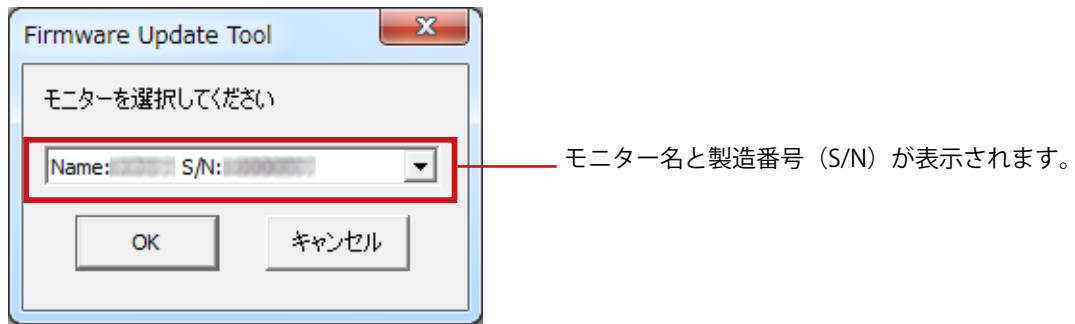 Firmware Update Tool
モニターを選択してください
Name: S/N:
モニター名と製造番号（S/N）が表示されます。
OK キャンセル